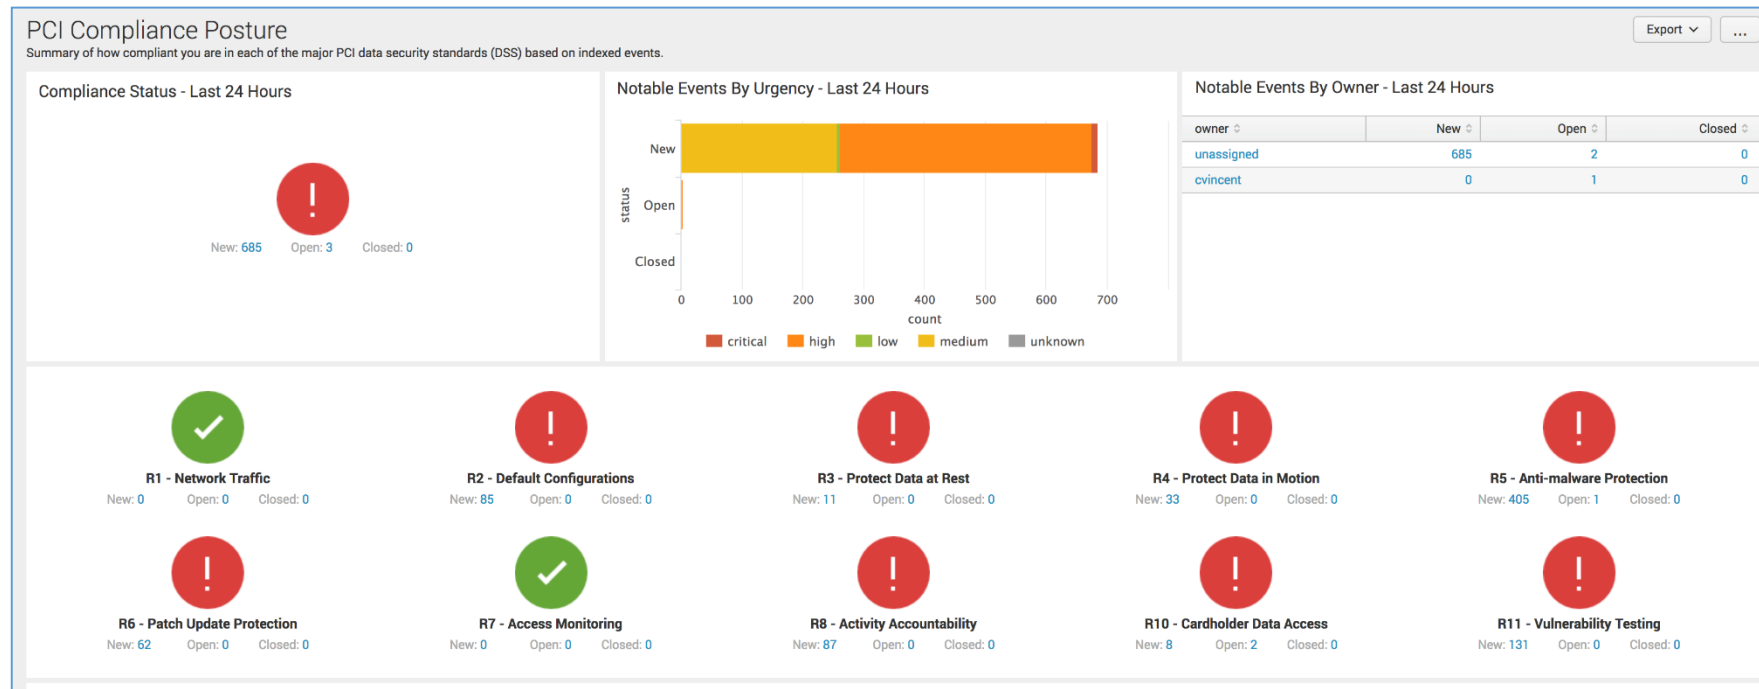 PCI Compliance Posture
Export
...
Summary of how compliant you are in each of the major PCI data security standards (DSS) based on indexed events.
Compliance Status - Last 24 Hours
New: 685 Open: 3 Closed: 0
Notable Events By Urgency - Last 24 Hours
status
New
Open
Closed
0 100 200 300 400 500 600 700
count
critical high low medium unknown
Notable Events By Owner - Last 24 Hours
owner New Open Closed
unassigned 685 2 0
cvincent 0 1 0
R1 - Network Traffic
New: 0 Open: 0 Closed: 0
R2 - Default Configurations
New: 85 Open: 0 Closed: 0
R3 - Protect Data at Rest
New: 11 Open: 0 Closed: 0
R4 - Protect Data in Motion
New: 33 Open: 0 Closed: 0
R5 - Anti-malware Protection
New: 405 Open: 1 Closed: 0
R6 - Patch Update Protection
New: 62 Open: 0 Closed: 0
R7 - Access Monitoring
New: 0 Open: 0 Closed: 0
R8 - Activity Accountability
New: 87 Open: 0 Closed: 0
R10 - Cardholder Data Access
New: 8 Open: 2 Closed: 0
R11 - Vulnerability Testing
New: 131 Open: 0 Closed: 0